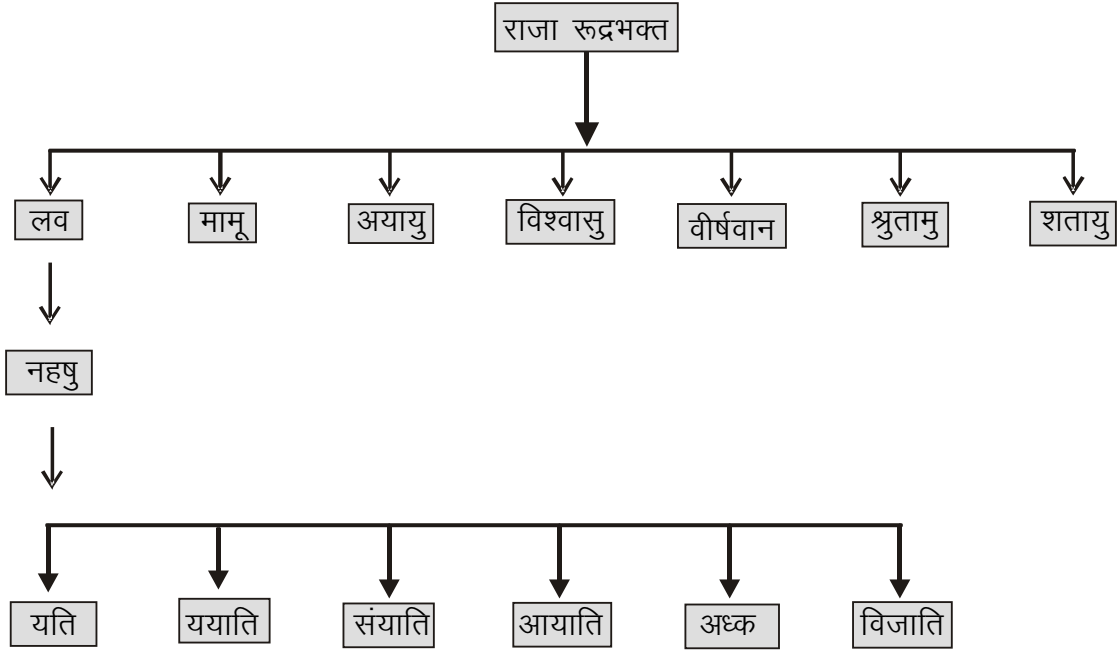 राजा रूद्रभक्त
लव मामू अयायु विश्वासु वीर्षवान श्रुतामु शतायु
नहषु
यति ययाति संयाति आयाति अध्क विजाति